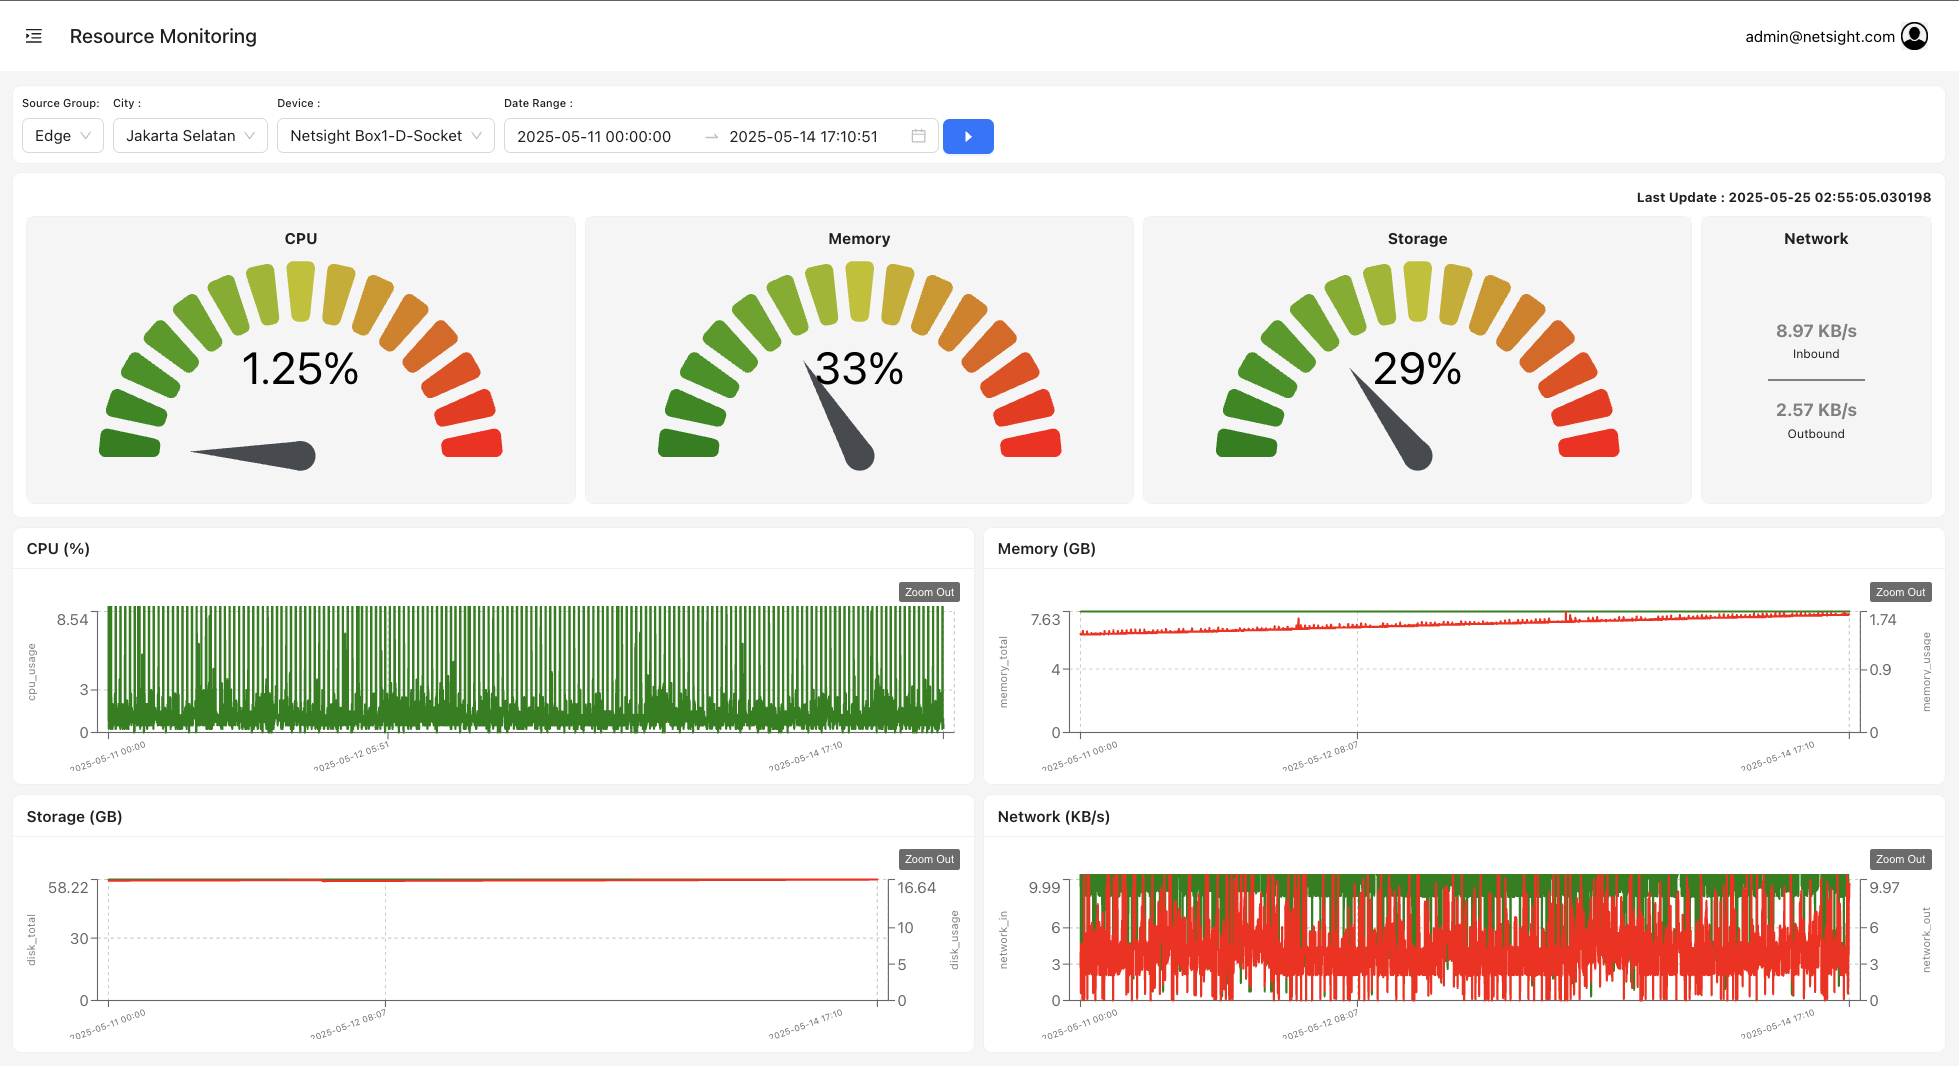 Resource Monitoring
admin@netsight.com
Source Group:
City :
Device :
Date Range :
Edge
Jakarta Selatan
Netsight Box1-D-Socket
2025-05-11 00:00:00
2025-05-14 17:10:51
Last Update : 2025-05-25 02:55:05.030198
CPU
1.25%
Memory
33%
Storage
29%
Network
8.97 KB/s
Inbound
2.57 KB/s
Outbound
CPU (%)
Zoom Out
8.54
3
0
cpu_usage
2025-05-11 00:00
2025-05-12 05:51
2025-05-14 17:10
Memory (GB)
Zoom Out
7.63
4
0
memory_total
1.74
0.9
0
memory_usage
2025-05-11 00:00
2025-05-12 08:07
2025-05-14 17:10
Storage (GB)
Zoom Out
58.22
30
0
disk_total
16.64
10
5
0
disk_usage
2025-05-11 00:00
2025-05-12 08:07
2025-05-14 17:10
Network (KB/s)
Zoom Out
9.99
6
3
0
network_in
9.97
6
3
0
network_out
2025-05-11 00:00
2025-05-12 08:07
2025-05-14 17:10